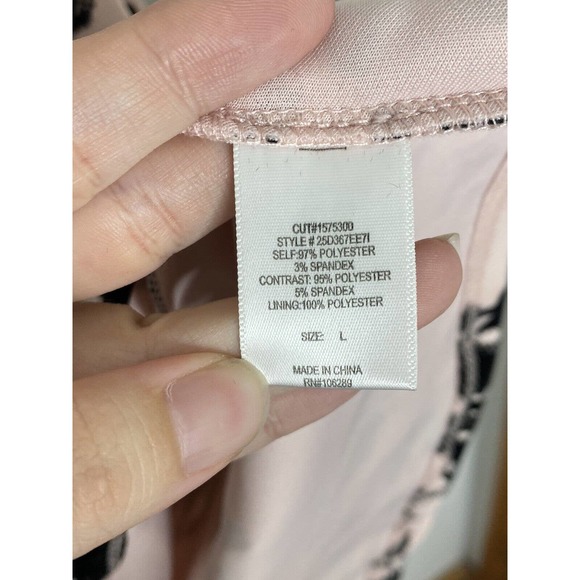 CUT#1575300
STYLE # 25D367EE7I
SELF:97% POLYESTER
3% SPANDEX
CONTRAST: 95% POLYESTER
5% SPANDEX
LINING:100% POLYESTER
SIZE: L
MADE IN CHINA
RN#106289